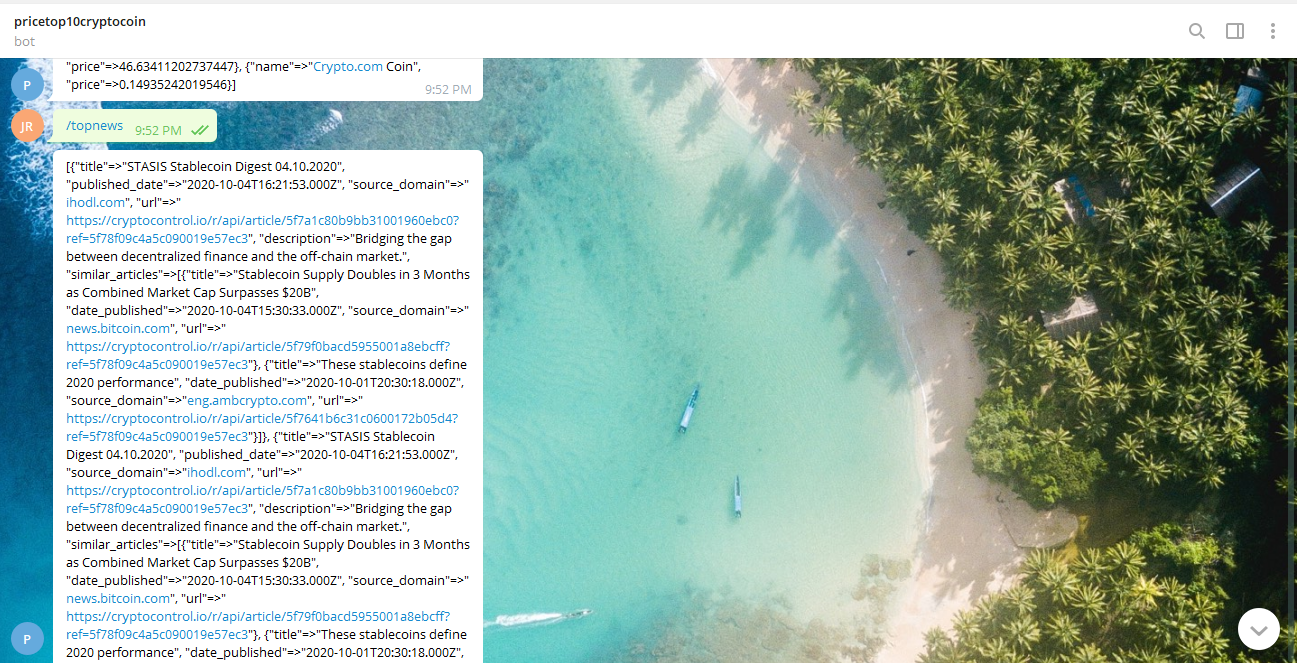 pricetop10cryptocoin
bot
"price"=>46.63411202737447}, {"name"=>"Crypto.com Coin",
"price"=>0.14935242019546}]
9:52 PM
P
JR
/topnews
9:52 PM
[{"title"=>"STASIS Stablecoin Digest 04.10.2020",
"published_date"=>"2020-10-04T16:21:53.000Z", "source_domain"=>"
ihodl.com", "url"=>"
https://cryptocontrol.io/r/api/article/5f7a1c80b9bb31001960ebc0?
ref=5f78f09c4a5c090019e57ec3", "description"=>"Bridging the gap
between decentralized finance and the off-chain market.",
"similar_articles"=>[{"title"=>"Stablecoin Supply Doubles in 3 Months
as Combined Market Cap Surpasses $20B",
"date_published"=>"2020-10-04T15:30:33.000Z", "source_domain"=>"
news.bitcoin.com", "url"=>"
https://cryptocontrol.io/r/api/article/5f79f0bacd5955001a8ebcff?
ref=5f78f09c4a5c090019e57ec3"}, {"title"=>"These stablecoins define
2020 performance", "date_published"=>"2020-10-01T20:30:18.000Z",
"source_domain"=>"eng.ambcrypto.com", "url"=>"
https://cryptocontrol.io/r/api/article/5f7641b6c31c0600172b05d4?
ref=5f78f09c4a5c090019e57ec3"}]}, {"title"=>"STASIS Stablecoin
Digest 04.10.2020", "published_date"=>"2020-10-04T16:21:53.000Z",
"source_domain"=>"ihodl.com", "url"=>"
https://cryptocontrol.io/r/api/article/5f7a1c80b9bb31001960ebc0?
ref=5f78f09c4a5c090019e57ec3", "description"=>"Bridging the gap
between decentralized finance and the off-chain market.",
"similar_articles"=>[{"title"=>"Stablecoin Supply Doubles in 3 Months
as Combined Market Cap Surpasses $20B",
"date_published"=>"2020-10-04T15:30:33.000Z", "source_domain"=>"
news.bitcoin.com", "url"=>"
https://cryptocontrol.io/r/api/article/5f79f0bacd5955001a8ebcff?
ref=5f78f09c4a5c090019e57ec3"}, {"title"=>"These stablecoins define
2020 performance", "date_published"=>"2020-10-01T20:30:18.000Z",
P